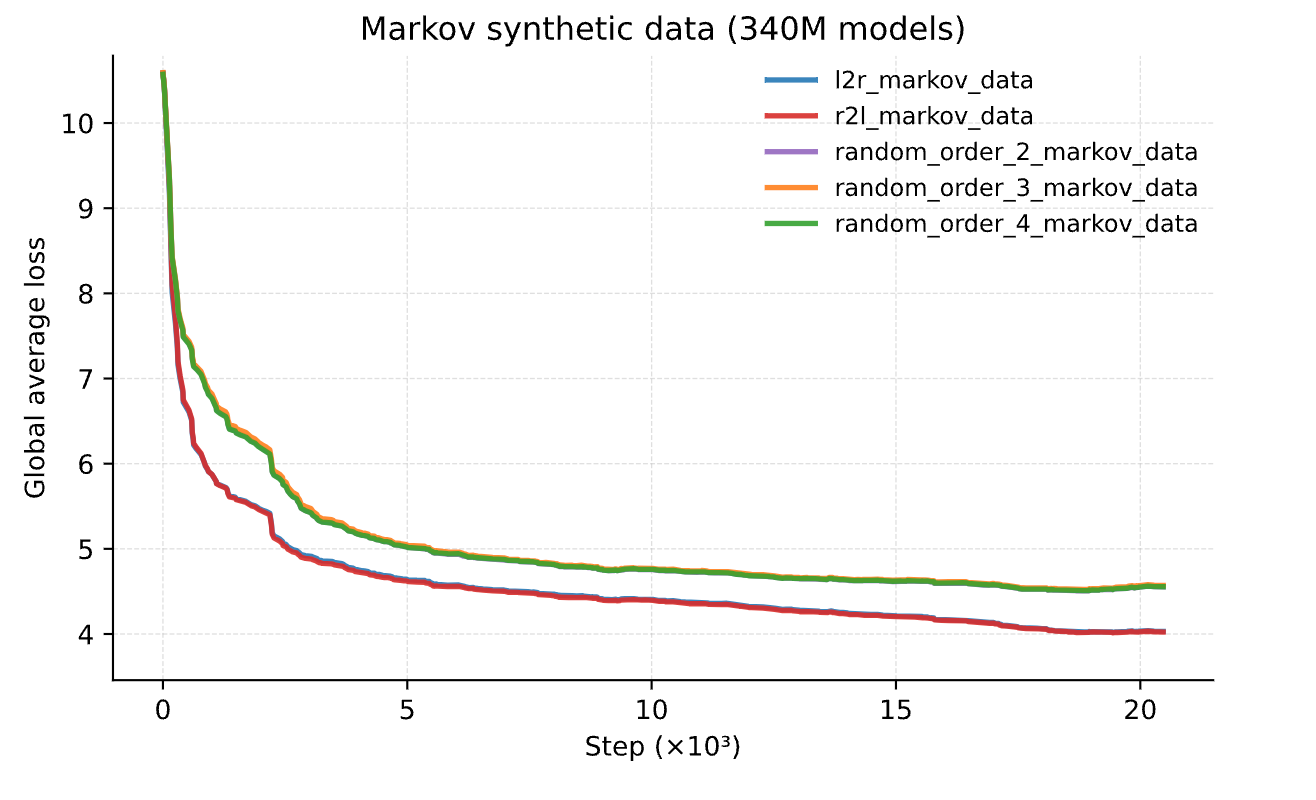 Markov synthetic data (340M models)
l2r_markov_data
r2l_markov_data
random_order_2_markov_data
random_order_3_markov_data
random_order_4_markov_data
Global average loss
10
9
8
7
6
5
4
0 5 10 15 20
Step (×10³)